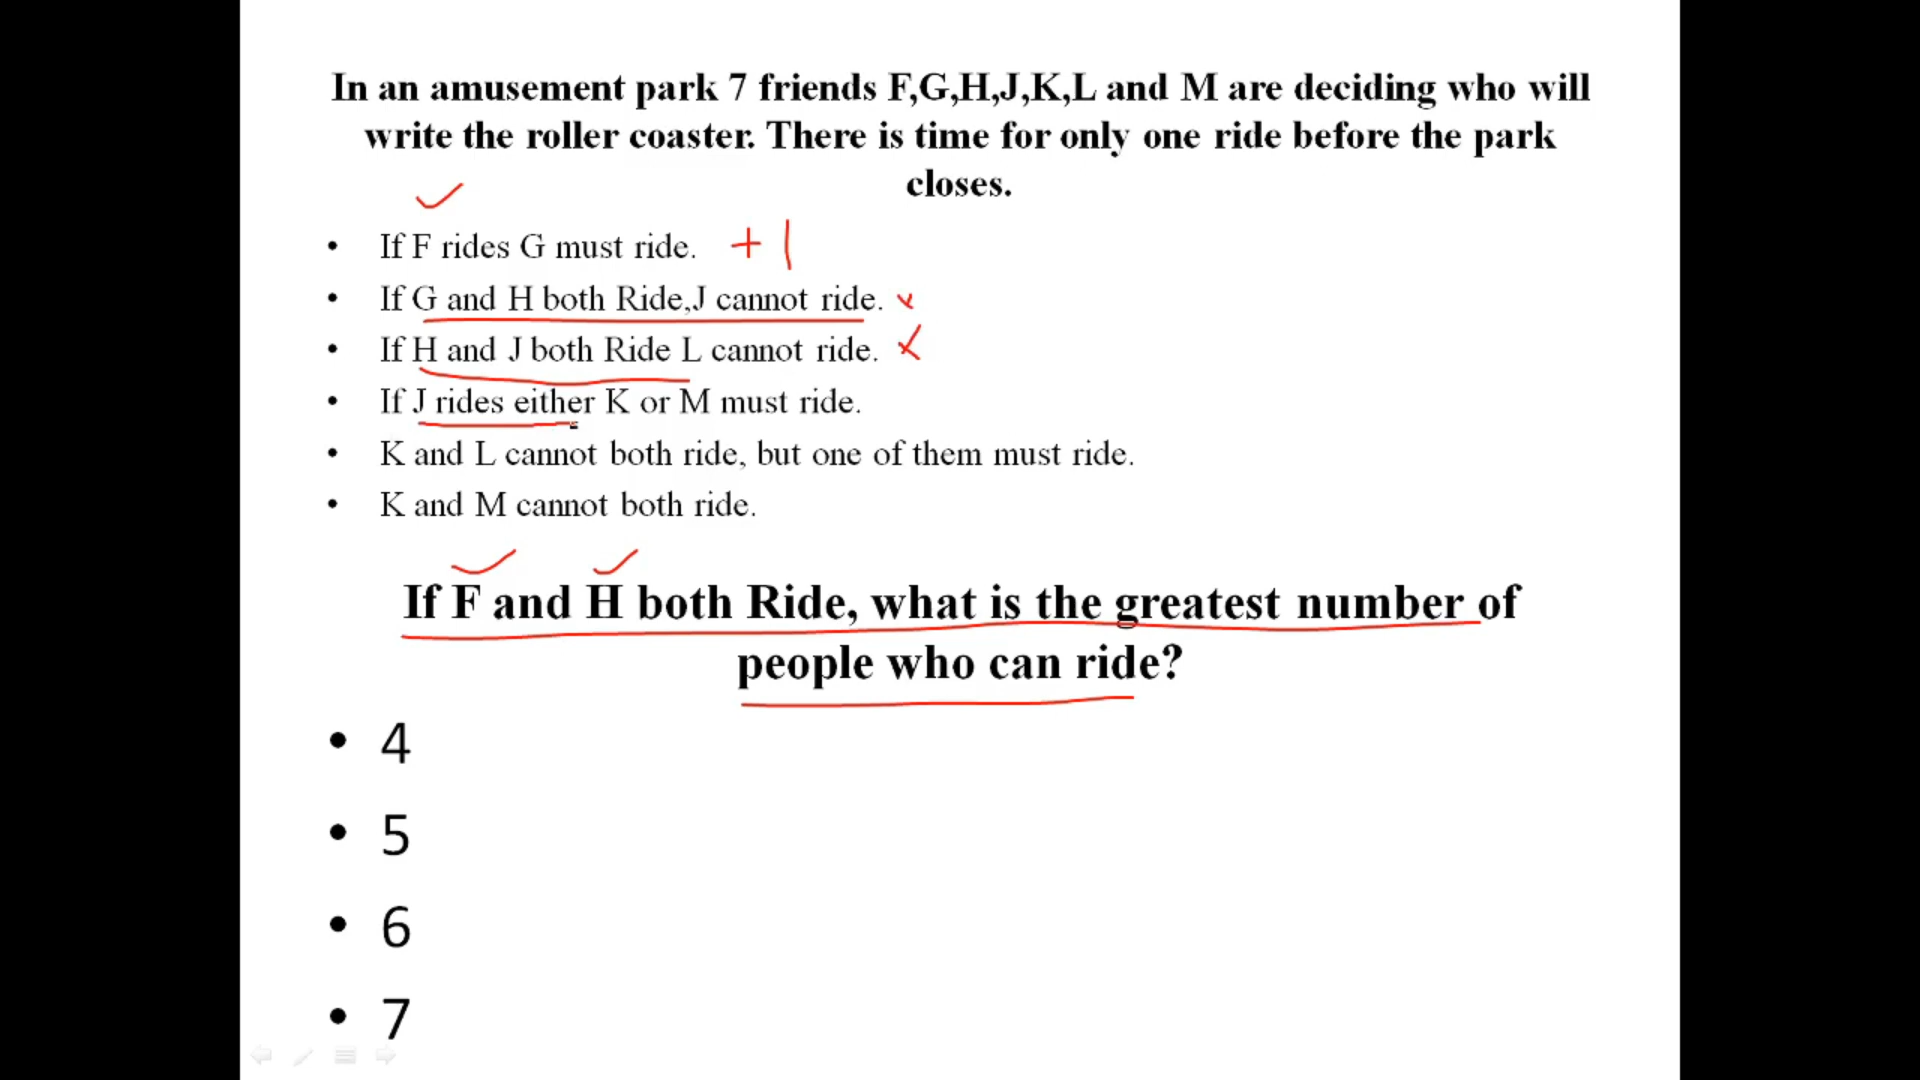 In an amusement park 7 friends F,G,H,J,K,L and M are deciding who will
write the roller coaster. There is time for only one ride before the park
closes.
• If F rides G must ride. + 1
• If G and H both Ride,J cannot ride. x
• If H and J both Ride L cannot ride. x
• If J rides either K or M must ride.
• K and L cannot both ride, but one of them must ride.
• K and M cannot both ride.
If F and H both Ride, what is the greatest number of
people who can ride?
• 4
• 5
• 6
• 7